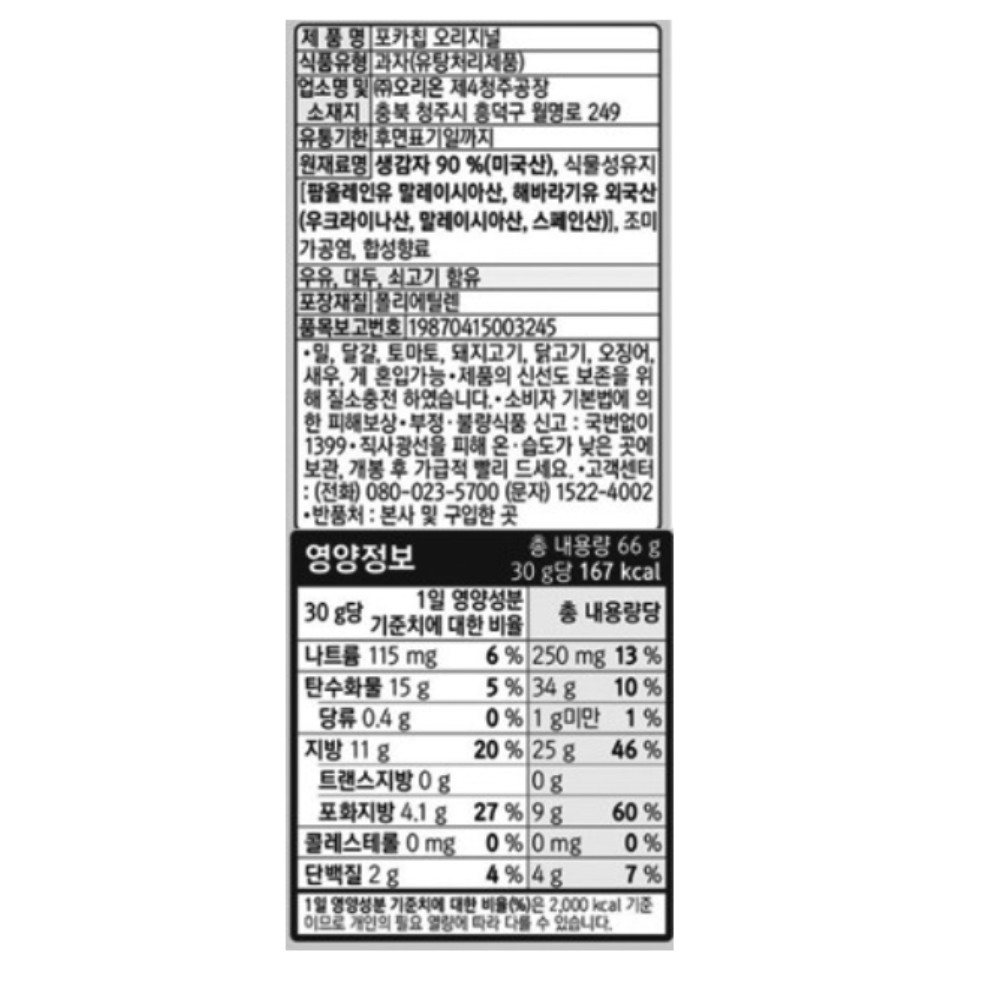 제 품 명 포카칩 오리지널
식품유형 과자(유탕처리제품)
업소명 및 ㈜오리온 제4청주공장
소재지 충북 청주시 흥덕구 월명로 249
유통기한 후면표기일까지
원재료명 생감자 90 %(미국산), 식물성유지
[팜올레인유 말레이시아산, 해바라기유 외국산
(우크라이나산, 말레이시아산, 스페인산)], 조미
가공염, 합성향료
우유, 대두, 쇠고기 함유
포장재질 폴리에틸렌
품목보고번호 19870415003245
•밀, 달걀, 토마토, 돼지고기, 닭고기, 오징어,
새우, 게 혼입가능•제품의 신선도 보존을 위
해 질소충전 하였습니다.•소비자 기본법에 의
한 피해보상•부정·불량식품 신고 : 국번없이
1399•직사광선을 피해 온·습도가 낮은 곳에
보관, 개봉 후 가급적 빨리 드세요. •고객센터
: (전화) 080-023-5700 (문자) 1522-4002
•반품처 : 본사 및 구입한 곳
영양정보 총 내용량 66 g
30 g당 167 kcal
30 g당 1일 영양성분 기준치에 대한 비율 총 내용량당
나트륨 115 mg 6 % 250 mg 13 %
탄수화물 15 g 5 % 34 g 10 %
당류 0.4 g 0 % 1 g미만 1 %
지방 11 g 20 % 25 g 46 %
트랜스지방 0 g 0 g
포화지방 4.1 g 27 % 9 g 60 %
콜레스테롤 0 mg 0 % 0 mg 0 %
단백질 2 g 4 % 4 g 7 %
1일 영양성분 기준치에 대한 비율(%)은 2,000 kcal 기준
이므로 개인의 필요 열량에 따라 다를 수 있습니다.